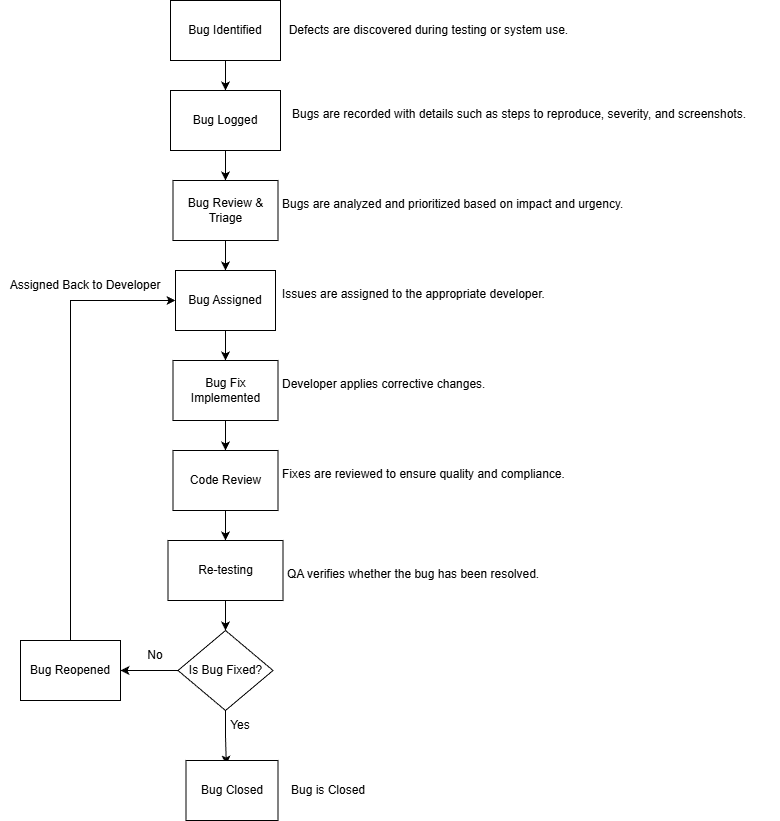 Bug Identified
Defects are discovered during testing or system use.
Bug Logged
Bugs are recorded with details such as steps to reproduce, severity, and screenshots.
Bug Review &
Triage
Bugs are analyzed and prioritized based on impact and urgency.
Assigned Back to Developer
Bug Assigned
Issues are assigned to the appropriate developer.
Bug Fix
Implemented
Developer applies corrective changes.
Code Review
Fixes are reviewed to ensure quality and compliance.
Re-testing
QA verifies whether the bug has been resolved.
Is Bug Fixed?
No
Bug Reopened
Yes
Bug Closed
Bug is Closed